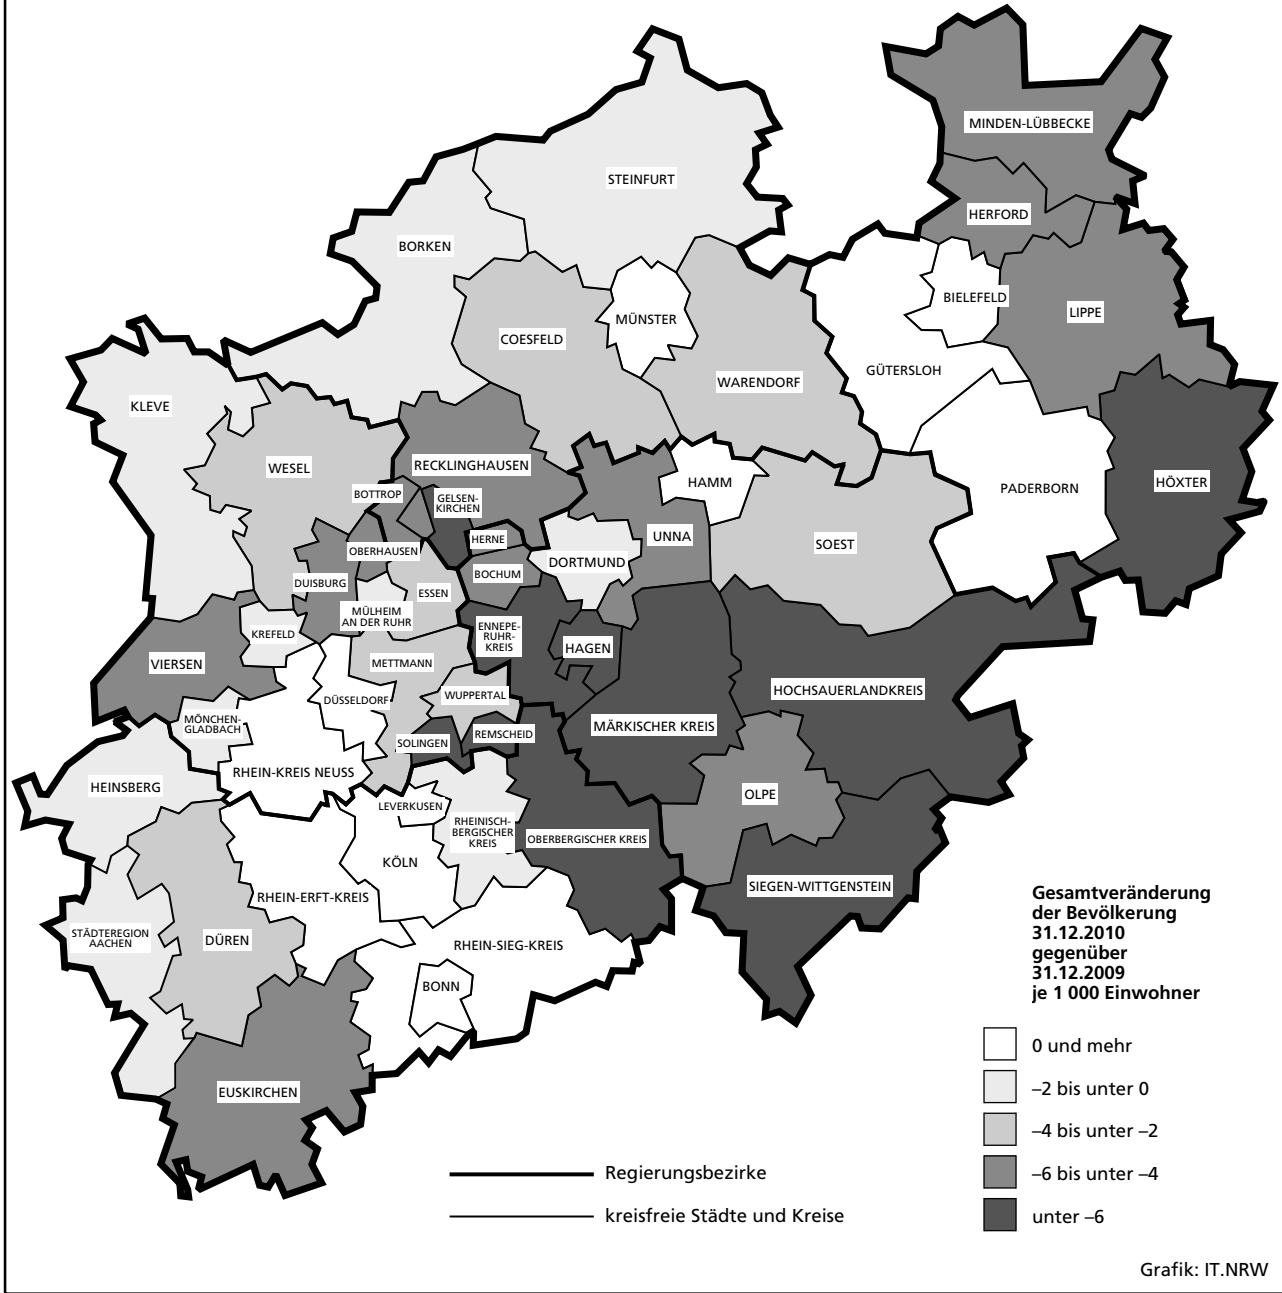 MINDEN-LÜBBECKE
STEINFURT
HERFORD
BORKEN
BIELEFELD
LIPPE
MÜNSTER
COESFELD
GÜTERSLOH
WARENDORF
KLEVE
RECKLINGHAUSEN
WESEL
HAMM
HÖXTER
PADERBORN
BOTTROP
GELSEN-
KIRCHEN
UNNA
HERNE
SOEST
OBERHAUSEN
DORTMUND
BOCHUM
DUISBURG
ESSEN
MÜLHEIM
AN DER RUHR
KREFELD
ENNEPE-
RUHR-
KREIS
HAGEN
VIERSEN
METTMANN
HOCHSAUERLANDKREIS
WUPPERTAL
DÜSSELDORF
MÖNCHEN-
GLADBACH
MÄRKISCHER KREIS
REMSCHEID
SOLINGEN
RHEIN-KREIS NEUSS
HEINSBERG
OLPE
LEVERKUSEN
RHEINISCH-
BERGISCHER
KREIS
OBERBERGISCHER KREIS
KÖLN
SIEGEN-WITTGENSTEIN
RHEIN-ERFT-KREIS
STÄDTEREGION
AACHEN
DÜREN
RHEIN-SIEG-KREIS
BONN
EUSKIRCHEN
Gesamtveränderung
der Bevölkerung
31.12.2010
gegenüber
31.12.2009
je 1 000 Einwohner
0 und mehr
–2 bis unter 0
–4 bis unter –2
–6 bis unter –4
unter –6
Regierungsbezirke
kreisfreie Städte und Kreise
Grafik: IT.NRW